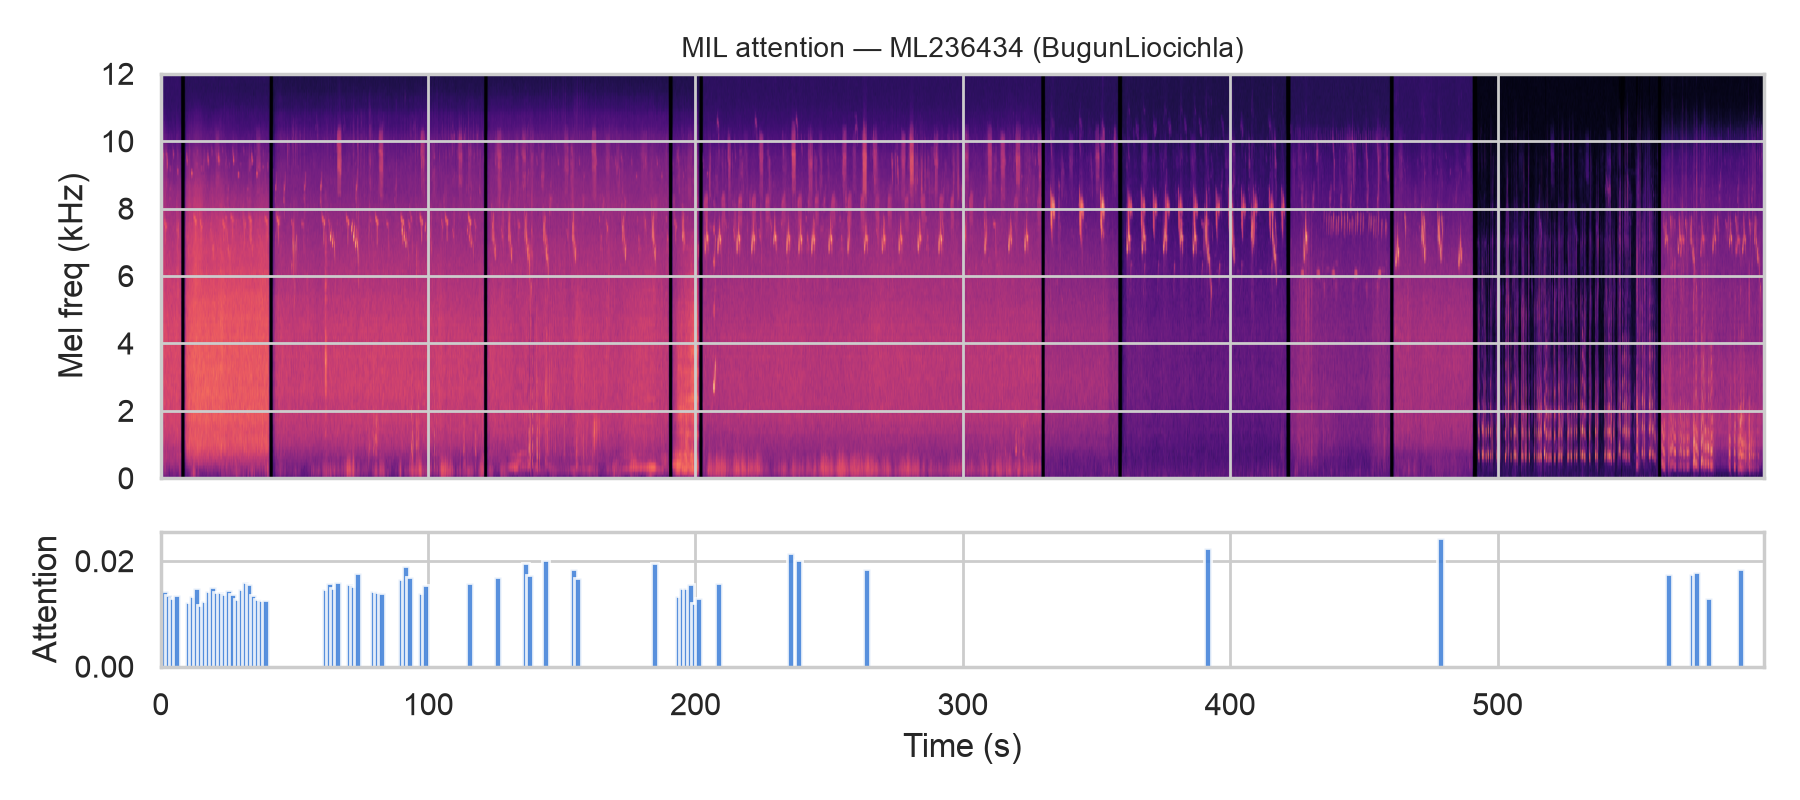 MIL attention — ML236434 (BugunLiocichla)
Mel freq (kHz)
12
10
8
6
4
2
0
Attention
0.02
0.00
0 100 200 300 400 500
Time (s)